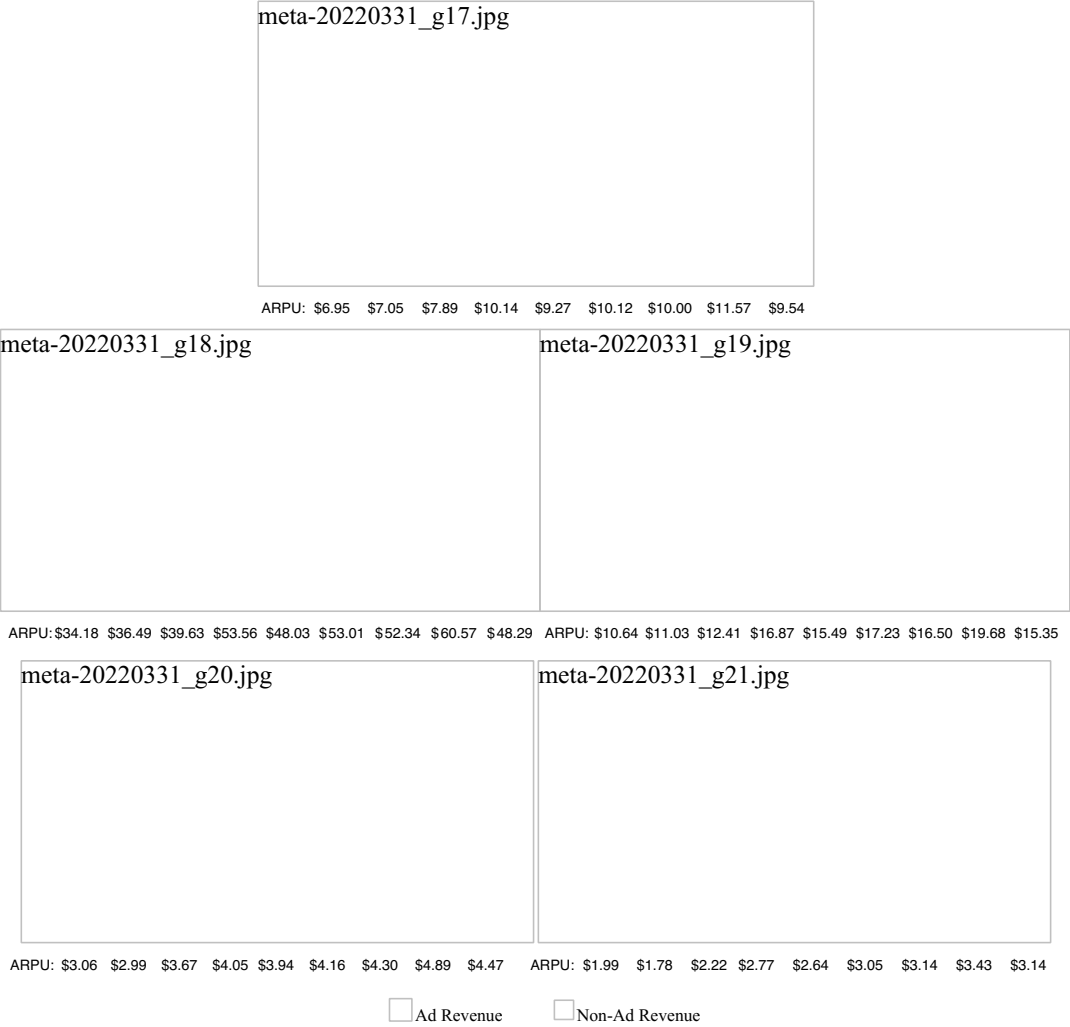 meta-20220331_g17.jpg
ARPU: $6.95 $7.05 $7.89 $10.14 $9.27 $10.12 $10.00 $11.57 $9.54
meta-20220331_g18.jpg
meta-20220331_g19.jpg
ARPU: $34.18 $36.49 $39.63 $53.56 $48.03 $53.01 $52.34 $60.57 $48.29
ARPU: $10.64 $11.03 $12.41 $16.87 $15.49 $17.23 $16.50 $19.68 $15.35
meta-20220331_g20.jpg
meta-20220331_g21.jpg
ARPU: $3.06 $2.99 $3.67 $4.05 $3.94 $4.16 $4.30 $4.89 $4.47
ARPU: $1.99 $1.78 $2.22 $2.77 $2.64 $3.05 $3.14 $3.43 $3.14
Ad Revenue
Non-Ad Revenue